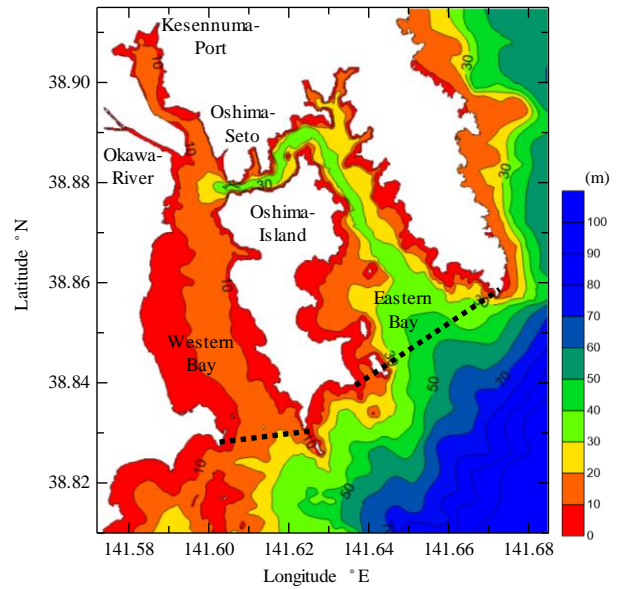 Kesennuma-
Port
38.90
10
30
Oshima-
Seto
10
Okawa-
River
(m)
38.88
30
Oshima-
Island
100
90
Latitude °N
38.86
10
Eastern
Bay
80
70
Western
Bay
50
70
60
38.84
50
40
10
30
10
20
38.82
50
10
0
141.58 141.60 141.62 141.64 141.66 141.68
Longitude °E